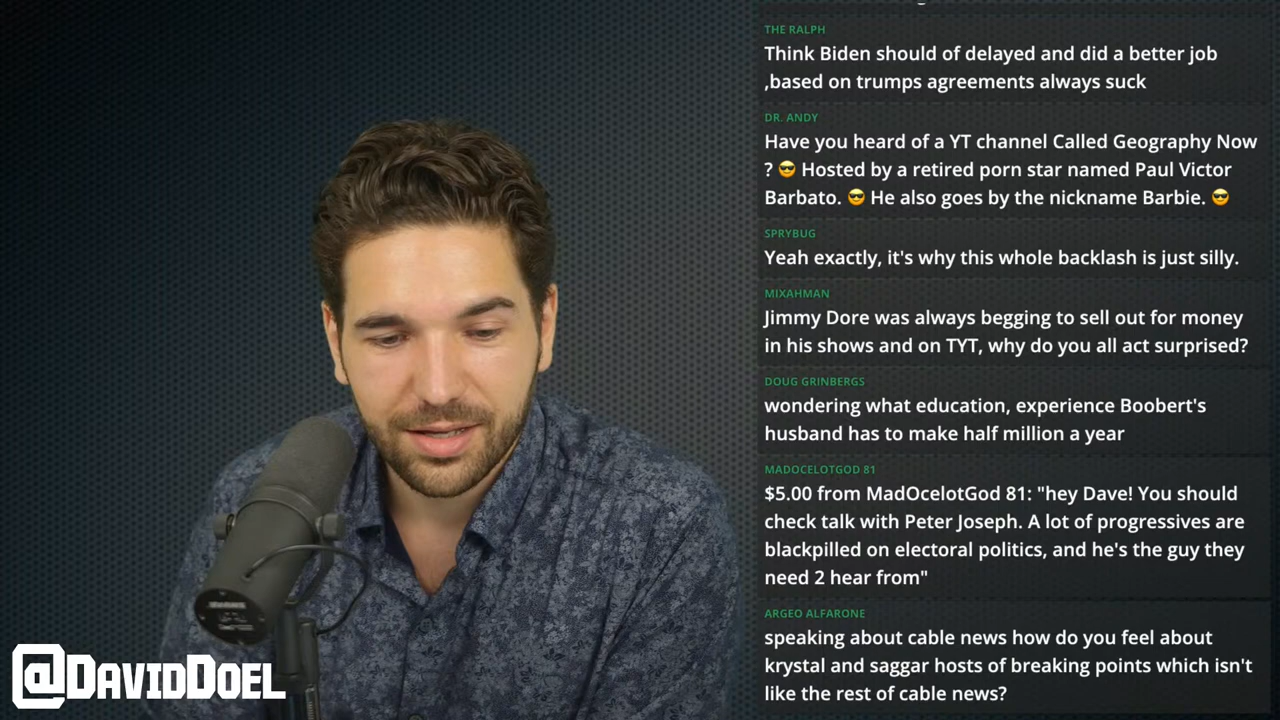 THE RALPH
Think Biden should of delayed and did a better job
,based on trumps agreements always suck
DR. ANDY
Have you heard of a YT channel Called Geography Now
? 😎 Hosted by a retired porn star named Paul Victor
Barbato. 😎 He also goes by the nickname Barbie. 😎
SPRYBUG
Yeah exactly, it's why this whole backlash is just silly.
MIXAHMAN
Jimmy Dore was always begging to sell out for money
in his shows and on TYT, why do you all act surprised?
DOUG GRINBERGS
wondering what education, experience Boobert's
husband has to make half million a year
MADOCELOTGOD 81
$5.00 from MadOcelotGod 81: "hey Dave! You should
check talk with Peter Joseph. A lot of progressives are
blackpilled on electoral politics, and he's the guy they
need 2 hear from"
ARGEO ALFARONE
speaking about cable news how do you feel about
krystal and saggar hosts of breaking points which isn't
like the rest of cable news?
@DAVIDDOEL